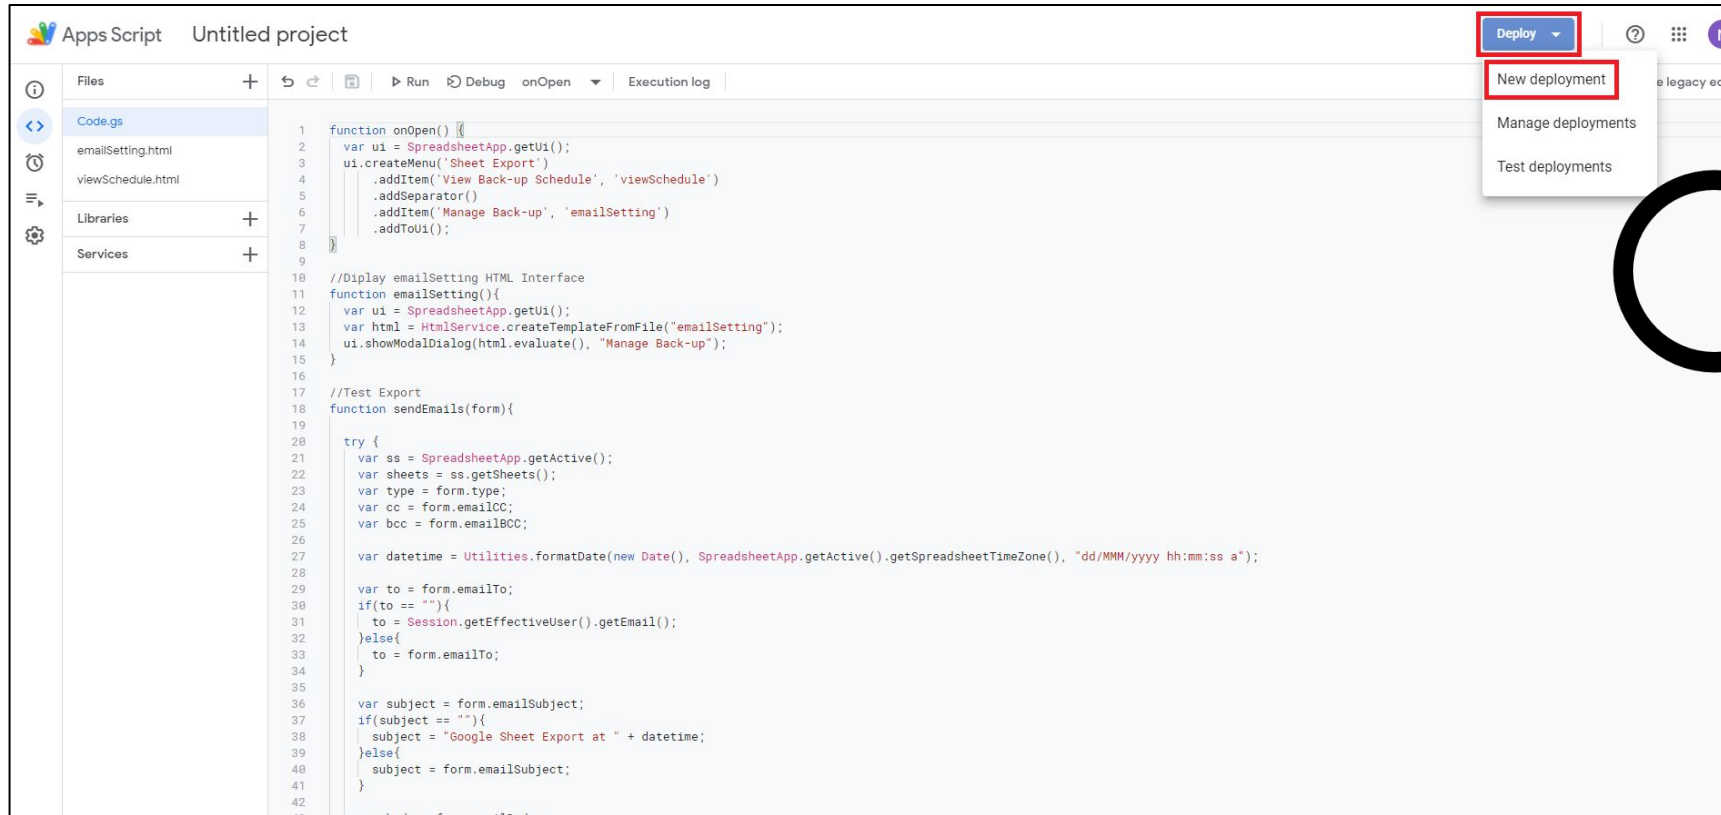 Apps Script Untitled project
Deploy
Files
Run Debug onOpen Execution log
New deployment
e legacy
Manage deployments
Test deployments
Code.gs
emailSetting.html
viewSchedule.html
Libraries
Services
1 function onOpen() {
2 var ui = SpreadsheetApp.getUi();
3 ui.createMenu('Sheet Export')
4 .addItem('View Back-up Schedule', 'viewSchedule')
5 .addSeparator()
6 .addItem('Manage Back-up', 'emailSetting')
7 .addToUi();
8 }
9
10 //Diplay emailSetting HTML Interface
11 function emailSetting(){
12 var ui = SpreadsheetApp.getUi();
13 var html = HtmlService.createTemplateFromFile("emailSetting");
14 ui.showModalDialog(html.evaluate(), "Manage Back-up");
15 }
16
17 //Test Export
18 function sendEmails(form){
19
20 try {
21 var ss = SpreadsheetApp.getActive();
22 var sheets = ss.getSheets();
23 var type = form.type;
24 var cc = form.emailCC;
25 var bcc = form.emailBCC;
26
27 var datetime = Utilities.formatDate(new Date(), SpreadsheetApp.getActive().getSpreadsheetTimeZone(), "dd/MMM/yyyy hh:mm:ss a");
28
29 var to = form.emailTo;
30 if(to == ""){
31 to = Session.getEffectiveUser().getEmail();
32 }else{
33 to = form.emailTo;
34 }
35
36 var subject = form.emailSubject;
37 if(subject == ""){
38 subject = "Google Sheet Export at " + datetime;
39 }else{
40 subject = form.emailSubject;
41 }
42